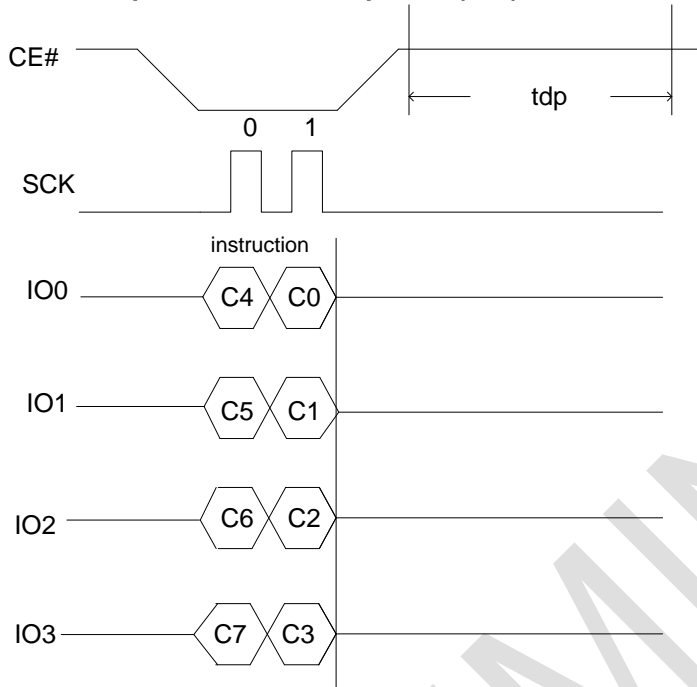 CE#
tdp
0 1
SCK
instruction
IO0 C4 C0
IO1 C5 C1
IO2 C6 C2
IO3 C7 C3